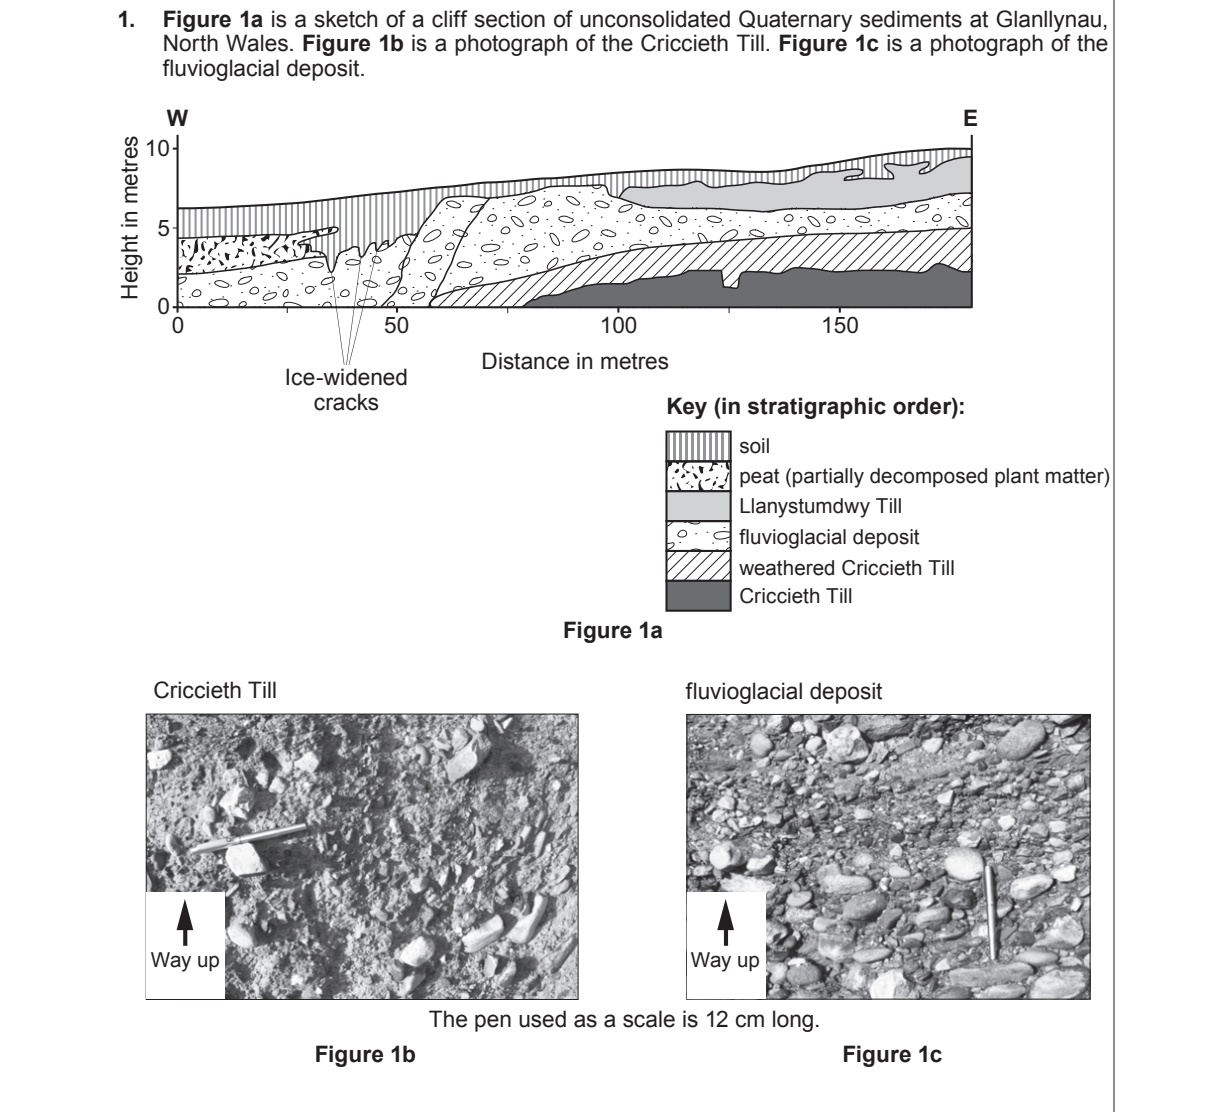 1. Figure 1a is a sketch of a cliff section of unconsolidated Quaternary sediments at Glanllynau,
North Wales. Figure 1b is a photograph of the Criccieth Till. Figure 1c is a photograph of the
fluvioglacial deposit.
W
E
Height in metres
10
5
0
0
50
100
150
Distance in metres
Ice-widened
cracks
Key (in stratigraphic order):
soil
peat (partially decomposed plant matter)
Llanystumdwy Till
fluvioglacial deposit
weathered Criccieth Till
Criccieth Till
Figure 1a
Criccieth Till
fluvioglacial deposit
Way up
Way up
The pen used as a scale is 12 cm long.
Figure 1b
Figure 1c